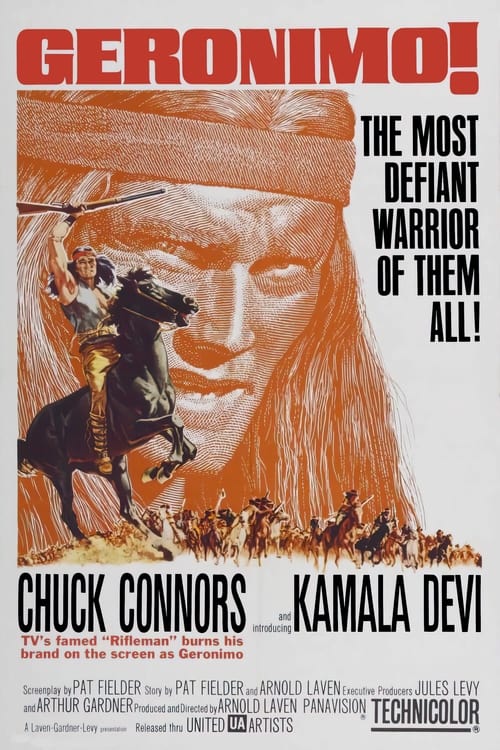 GERONIMO!
THE MOST
DEFIANT
WARRIOR
OF THEM
ALL!
CHUCK CONNORS and introducing KAMALA DEVI
TV's famed "Rifleman" burns his
brand on the screen as Geronimo
Screenplay by PAT FIELDER Story by PAT FIELDER and ARNOLD LAVEN Executive Producers JULES LEVY
and ARTHUR GARDNER Produced and Directed by ARNOLD LAVEN PANAVISION® TECHNICOLOR
A Laven-Gardner-Levy presentation Released thru UNITED UA ARTISTS